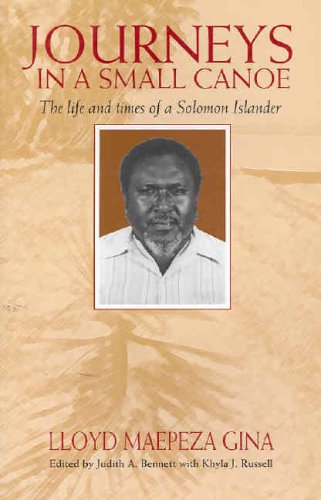 JOURNEYS
IN A SMALL CANOE
The life and times of a Solomon Islander
LLOYD MAEPEZA GINA
Edited by Judith A. Bennett with Khyla J. Russell